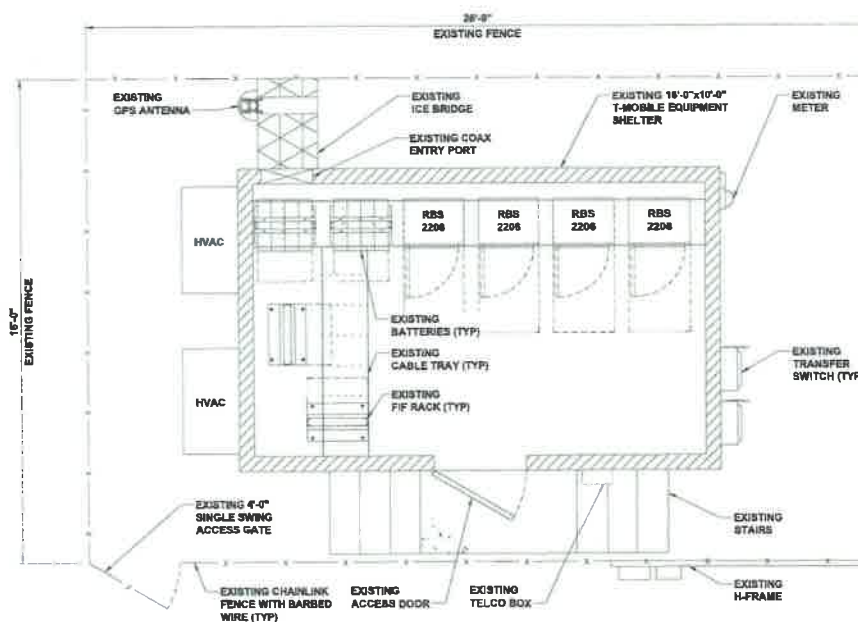 26'-0"
EXISTING FENCE
EXISTING
GPS ANTENNA
EXISTING
ICE BRIDGE
EXISTING 16'-0"x10'-0"
T-MOBILE EQUIPMENT
SHELTER
EXISTING
METER
EXISTING COAX
ENTRY PORT
HVAC
RBS
2206
RBS
2206
RBS
2206
RBS
2206
15'-0"
EXISTING FENCE
EXISTING
BATTERIES (TYP)
EXISTING
CABLE TRAY (TYP)
EXISTING
TRANSFER
SWITCH (TYP
HVAC
EXISTING
FIF RACK (TYP)
EXISTING 4'-0"
SINGLE SWING
ACCESS GATE
EXISTING
STAIRS
EXISTING CHAINLINK
FENCE WITH BARBED
WIRE (TYP)
EXISTING
ACCESS DOOR
EXISTING
TELCO BOX
EXISTING
H-FRAME